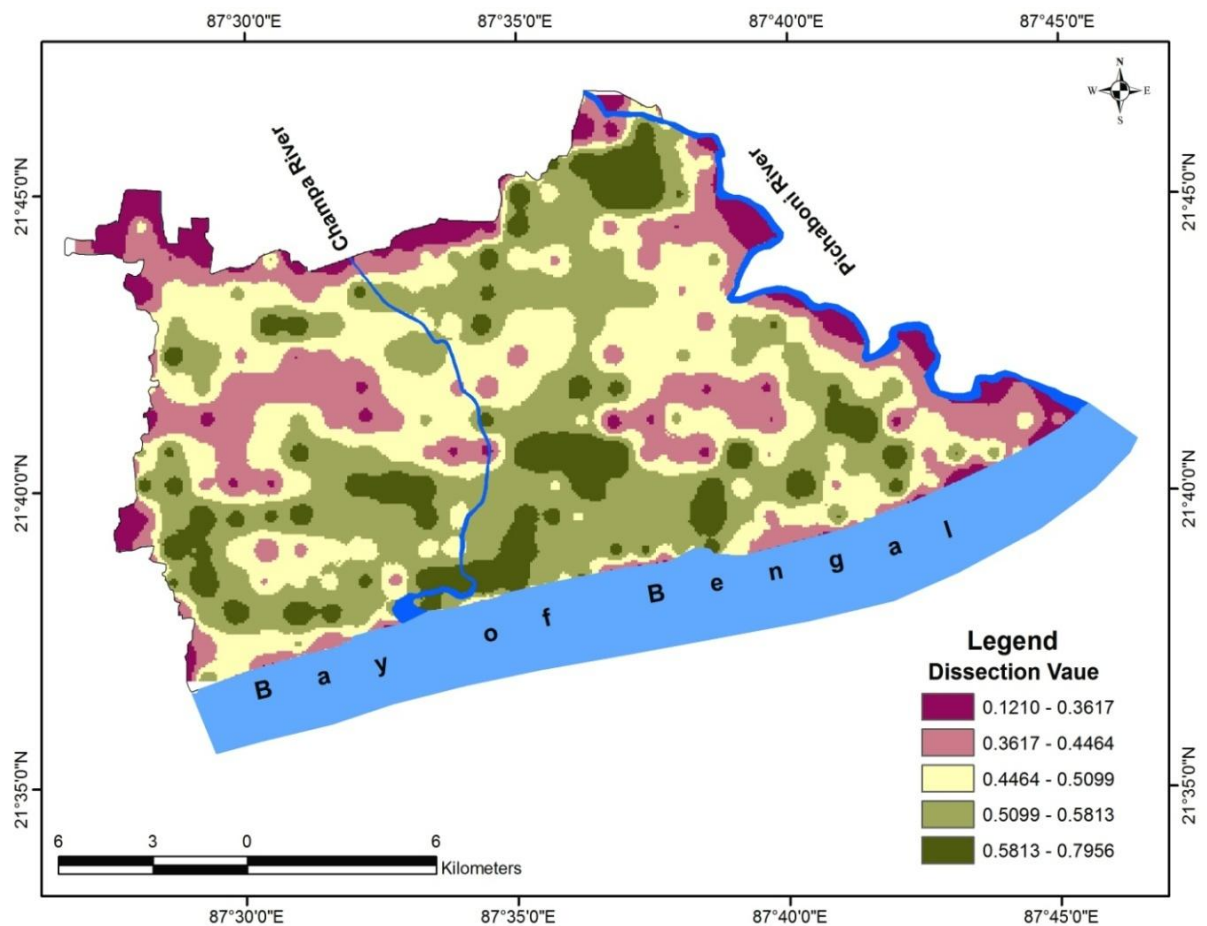 87°30'0"E 87°35'0"E 87°40'0"E 87°45'0"E
N
W E
S
Champa River
Pichaboni River
21°45'0"N 21°45'0"N
21°40'0"N 21°40'0"N
Bay of Bengal
21°35'0"N 21°35'0"N
Legend
Dissection Vaue
0.1210 - 0.3617
0.3617 - 0.4464
0.4464 - 0.5099
0.5099 - 0.5813
0.5813 - 0.7956
6 3 0 6
Kilometers
87°30'0"E 87°35'0"E 87°40'0"E 87°45'0"E